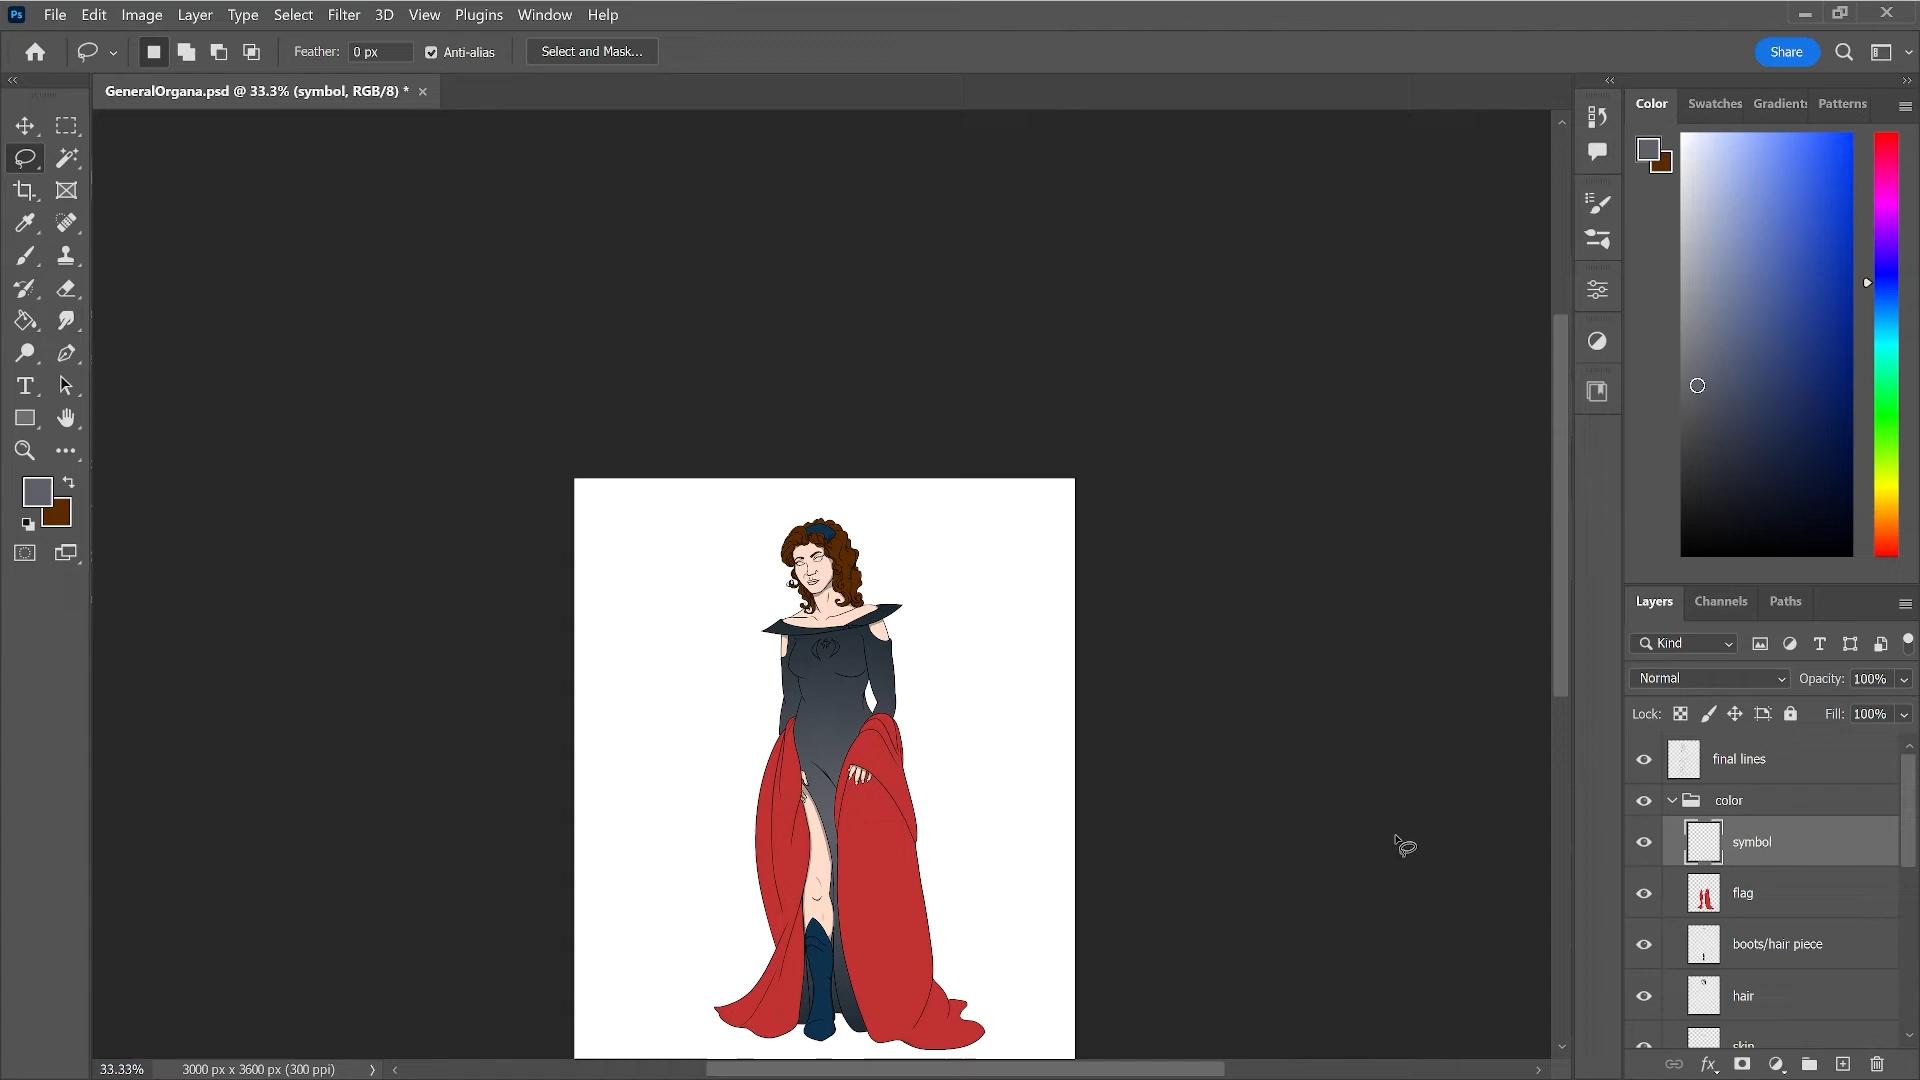 Ps File Edit Image Layer Type Select Filter 3D View Plugins Window Help
Feather: 0 px Anti-alias Select and Mask... Share
GeneralOrgana.psd @ 33.3% (symbol, RGB/8) *
Color Swatches Gradients Patterns
Layers Channels Paths
Kind
Normal Opacity: 100%
Lock: Fill: 100%
final lines
color
symbol
flag
boots/hair piece
hair
skin
33.33% 3000 px x 3600 px (300 ppi)